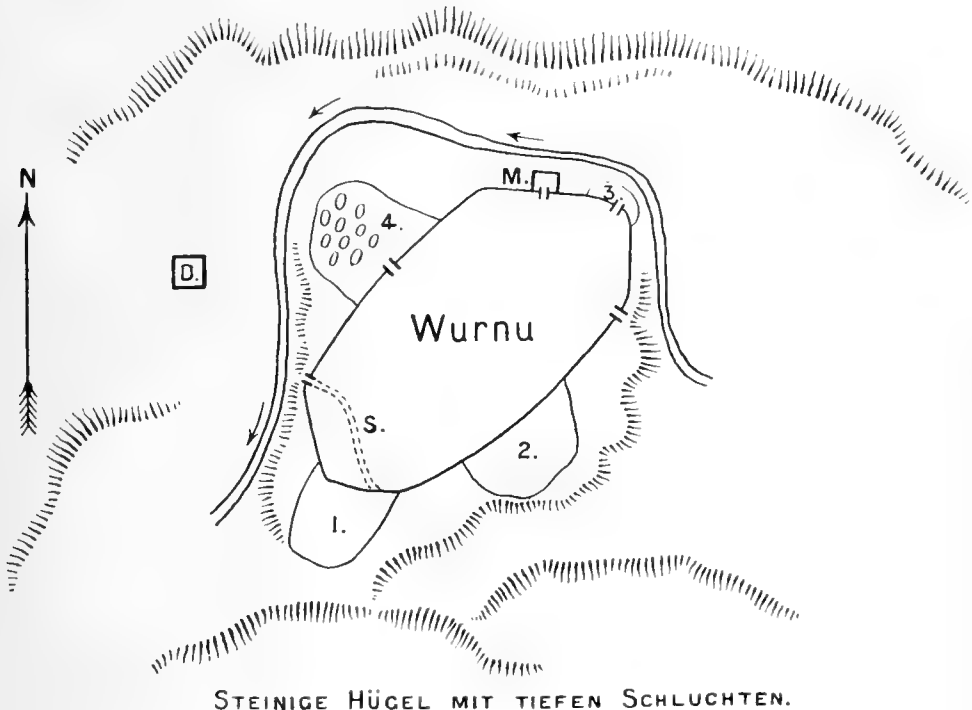 N
M.
3.
4.
D.
Wurnu
S.
2.
1.
STEINIGE HÜGEL MIT TIEFEN SCHLUCHTEN.